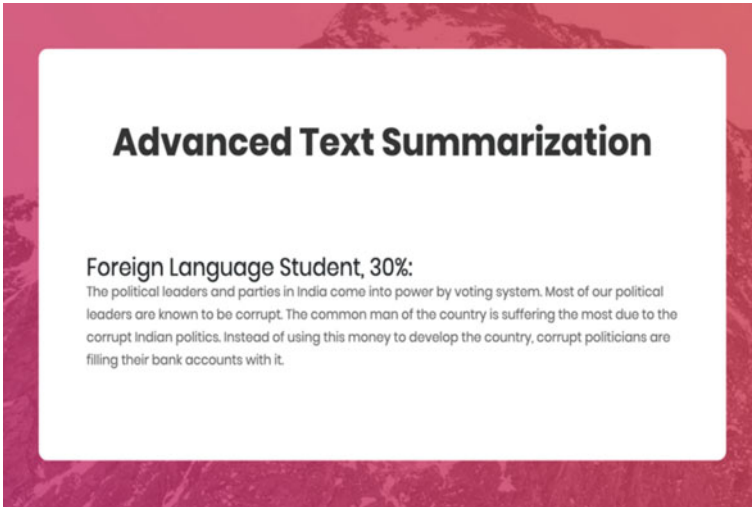 Advanced Text Summarization
Foreign Language Student, 30%:
The political leaders and parties in India come into power by voting system. Most of our political
leaders are known to be corrupt. The common man of the country is suffering the most due to the
corrupt Indian politics. Instead of using this money to develop the country, corrupt politicians are
filling their bank accounts with it.